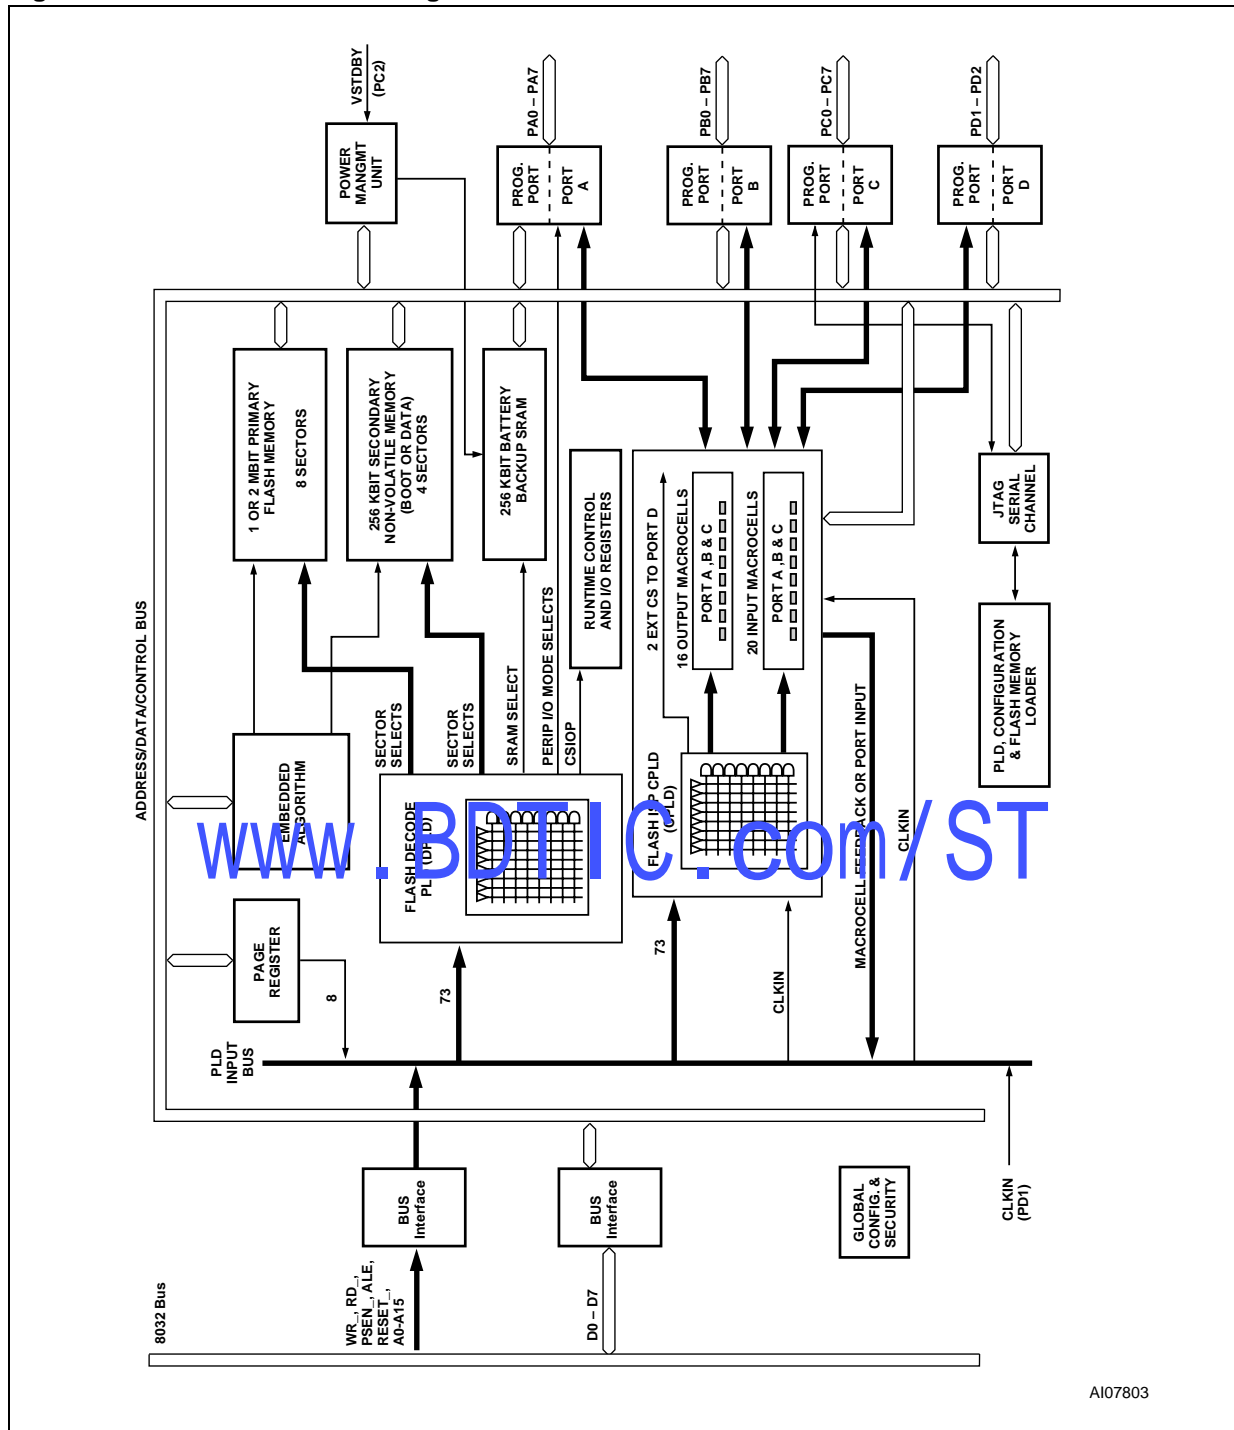 8032 Bus
WR_, RD_,
PSEN_, ALE,
RESET_,
A0-A15
BUS
Interface
D0 – D7
BUS
Interface
GLOBAL
CONFIG. &
SECURITY
CLKIN
(PD1)
ADDRESS/DATA/CONTROL BUS
PLD
INPUT
BUS
PAGE
REGISTER
8
73
73
CLKIN
EMBEDDED
ALGORITHM
FLASH DECODE
PLD (DPLD)
FLASH ISP CPLD
(CPLD)
MACROCELL FEEDBACK OR PORT INPUT
CLKIN
SECTOR
SELECTS
SECTOR
SELECTS
SRAM SELECT
PERIP I/O MODE SELECTS
CSIOP
1 OR 2 MBIT PRIMARY
FLASH MEMORY
8 SECTORS
256 KBIT SECONDARY
NON-VOLATILE MEMORY
(BOOT OR DATA)
4 SECTORS
256 KBIT BATTERY
BACKUP SRAM
RUNTIME CONTROL
AND I/O REGISTERS
2 EXT CS TO PORT D
16 OUTPUT MACROCELLS
PORT A ,B & C
20 INPUT MACROCELLS
PORT A ,B & C
JTAG
SERIAL
CHANNEL
PLD, CONFIGURATION
& FLASH MEMORY
LOADER
VSTDBY
(PC2)
POWER
MANGMT
UNIT
PA0 – PA7
PROG.
PORT
PORT
A
PB0 – PB7
PROG.
PORT
PORT
B
PC0 – PC7
PROG.
PORT
PORT
C
PD1 – PD2
PROG.
PORT
PORT
D
www.BDTIC.com/ST
AI07803